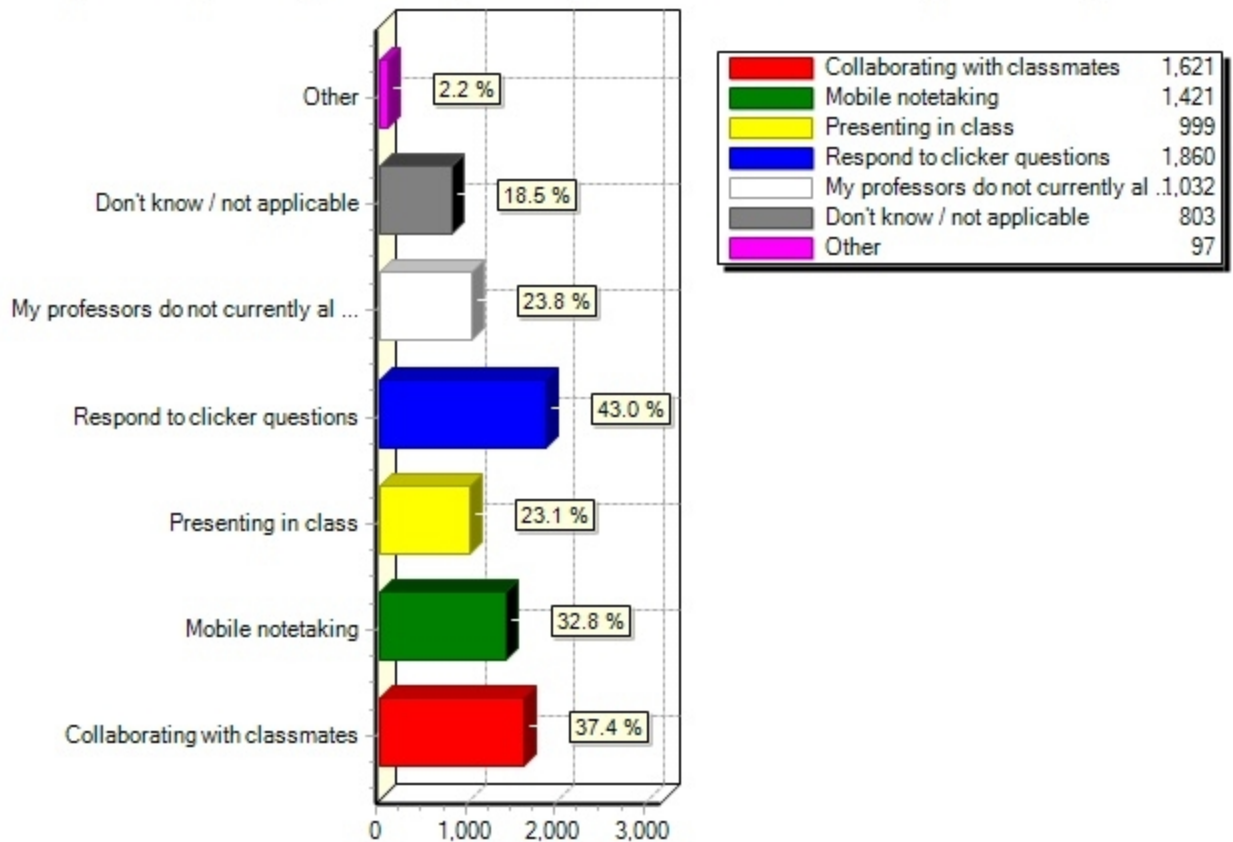 Other
2.2 %
Don't know / not applicable
18.5 %
My professors do not currently al ...
23.8 %
Respond to clicker questions
43.0 %
Presenting in class
23.1 %
Mobile notetaking
32.8 %
Collaborating with classmates
37.4 %
0 1,000 2,000 3,000
Collaborating with classmates 1,621
Mobile notetaking 1,421
Presenting in class 999
Respond to clicker questions 1,860
My professors do not currently al ..1,032
Don't know / not applicable 803
Other 97